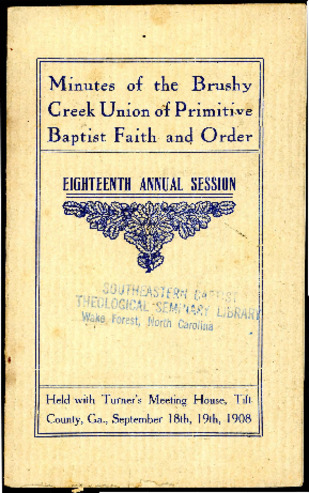 Minutes of the Brushy
Creek Union of Primitive
Baptist Faith and Order
EIGHTEENTH ANNUAL SESSION
SOUTHEASTERN BAPTIST
THEOLOGICAL SEMINARY LIBRARY
Wake Forest, North Carolina
Held with Turner's Meeting House, Tift
County, Ga., September 18th, 19th, 1908